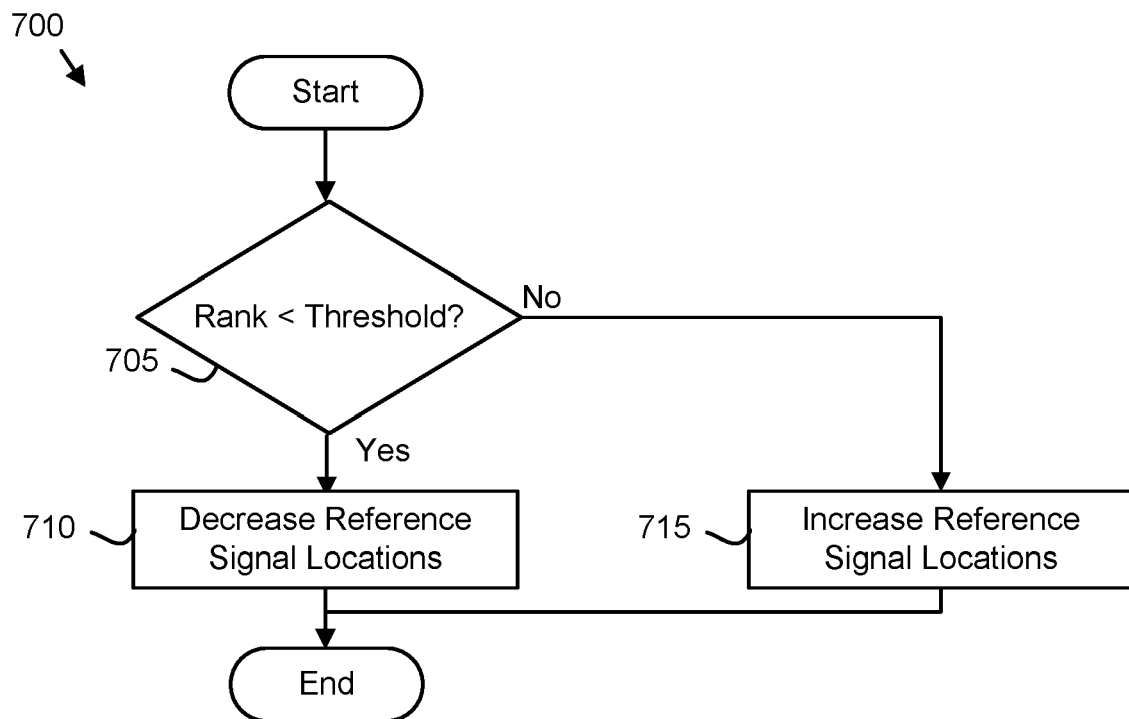 700
Start
Rank < Threshold?
No
705
Yes
710
Decrease Reference
Signal Locations
715
Increase Reference
Signal Locations
End